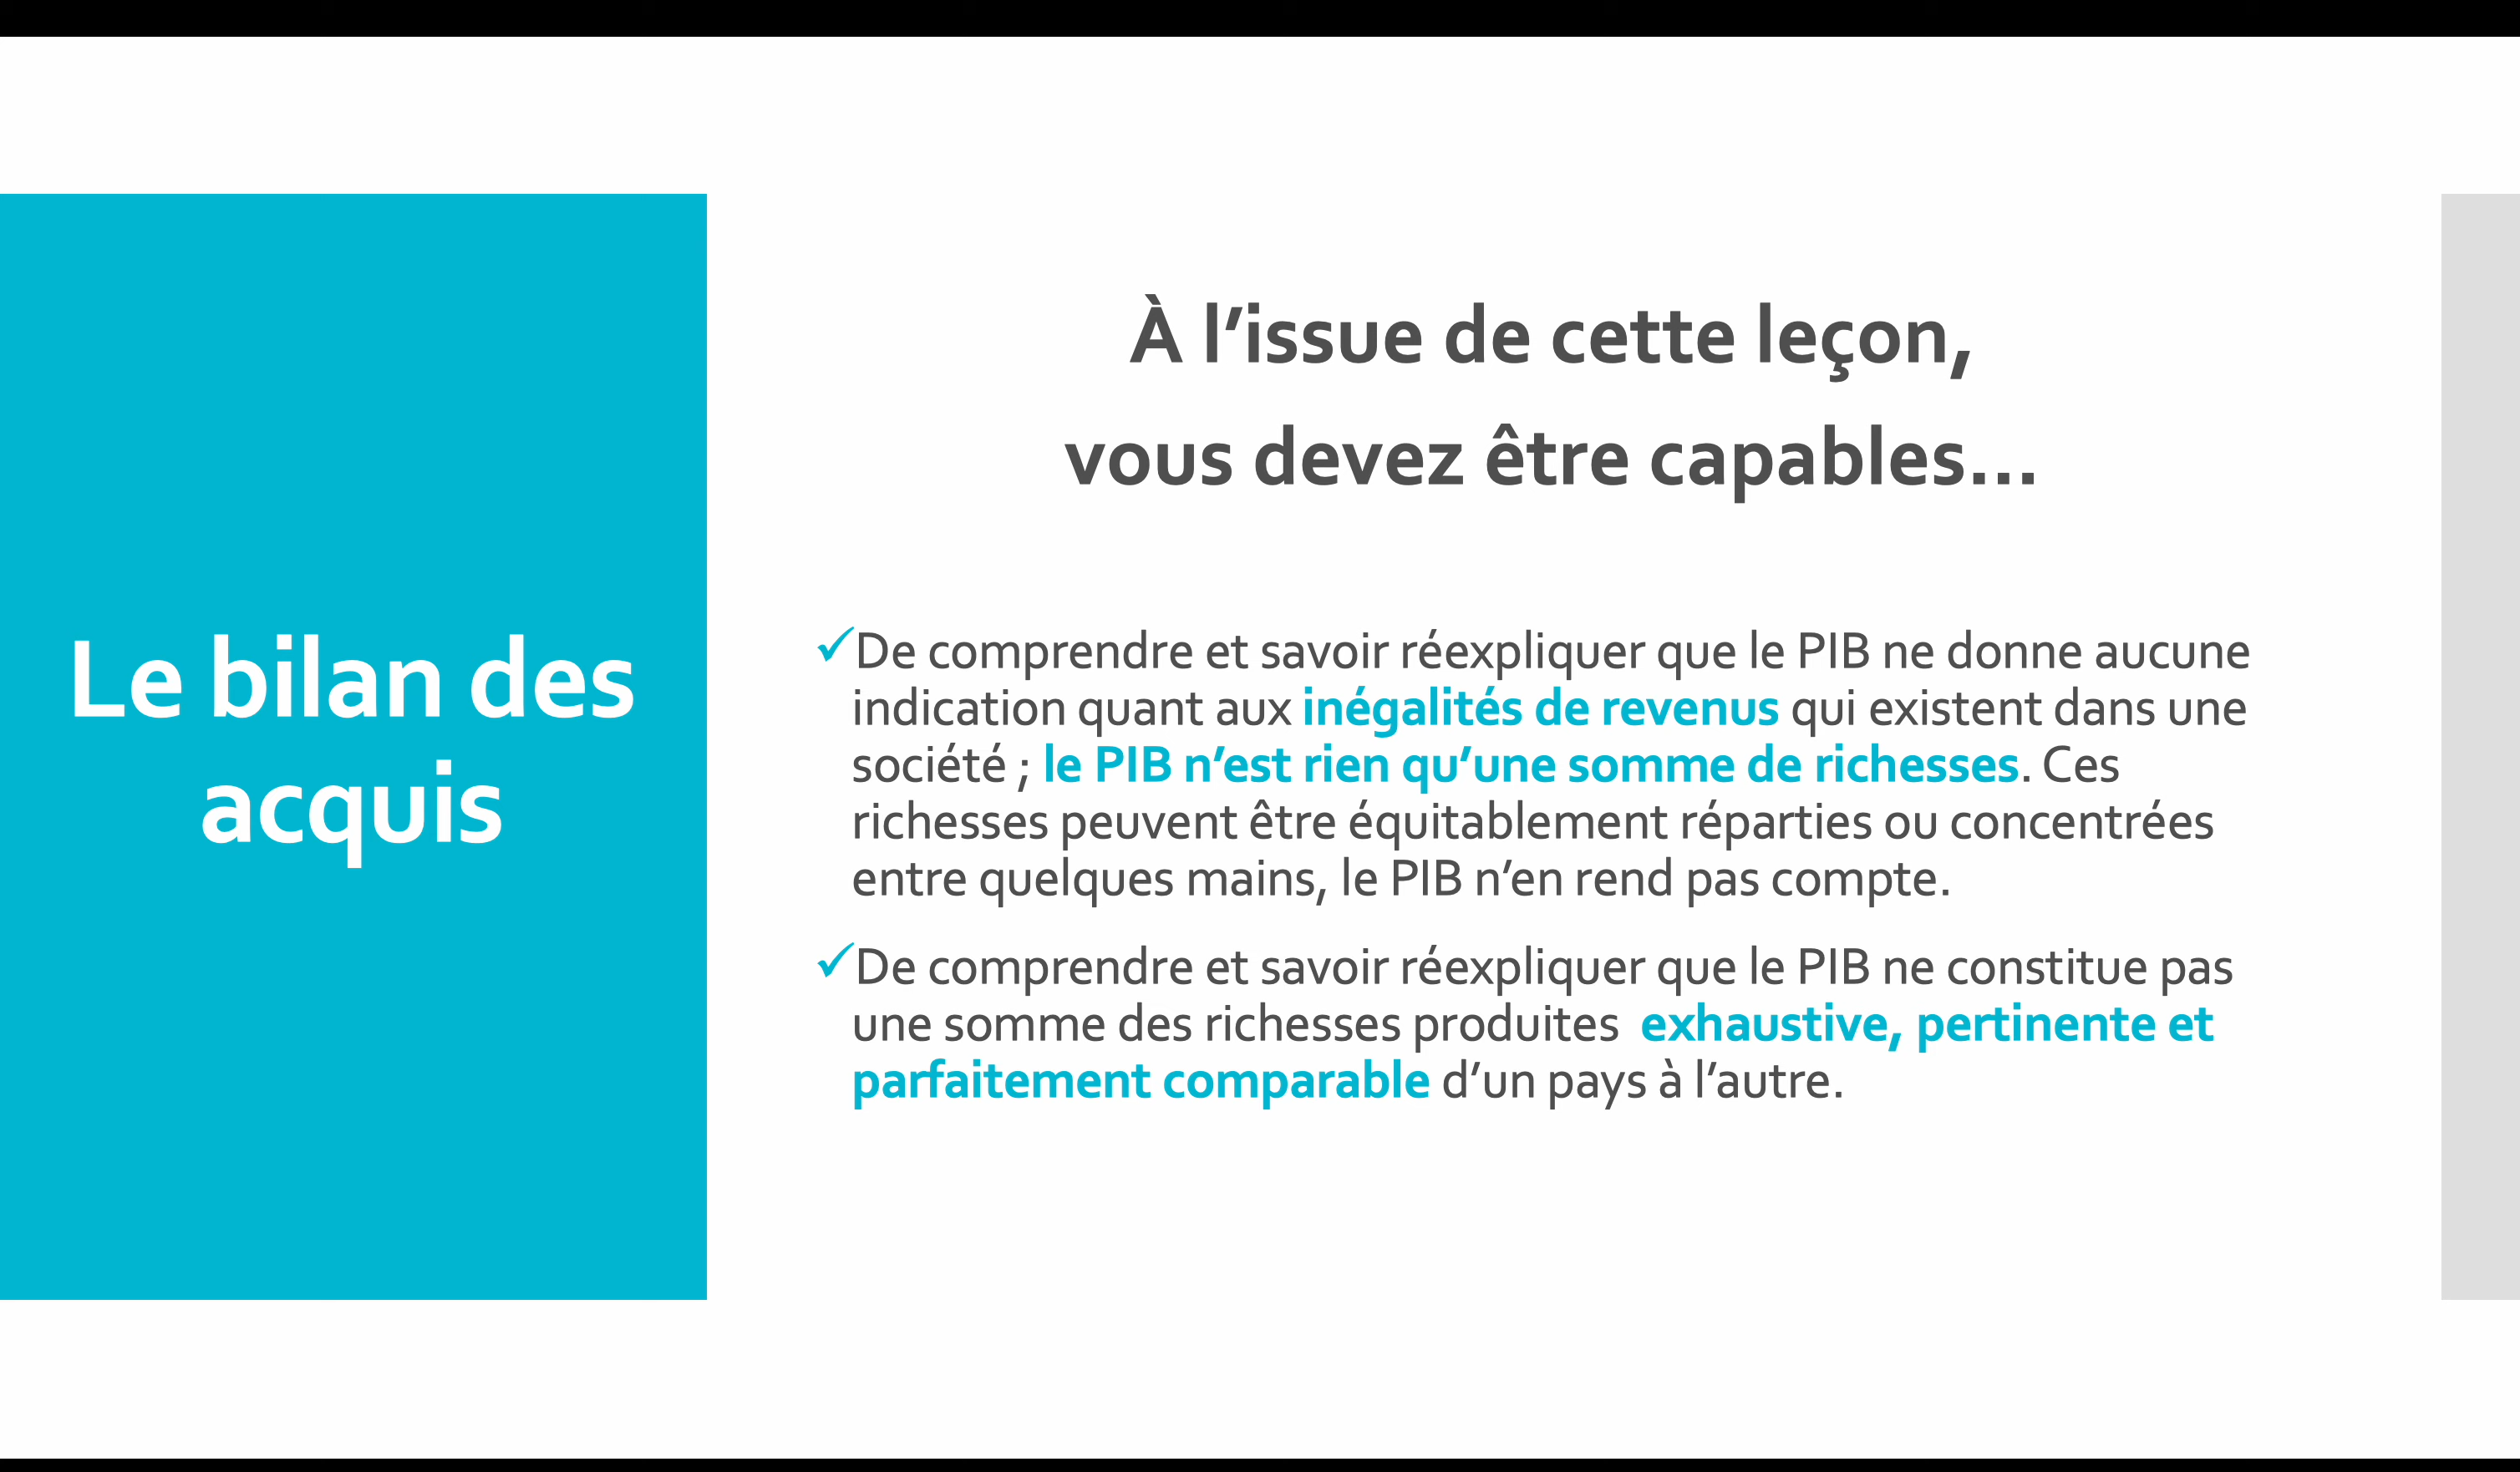 Le bilan des
acquis
À l’issue de cette leçon,
vous devez être capables…
✓De comprendre et savoir réexpliquer que le PIB ne donne aucune
indication quant aux inégalités de revenus qui existent dans une
société ; le PIB n’est rien qu’une somme de richesses. Ces
richesses peuvent être équitablement réparties ou concentrées
entre quelques mains, le PIB n’en rend pas compte.
✓De comprendre et savoir réexpliquer que le PIB ne constitue pas
une somme des richesses produites exhaustive, pertinente et
parfaitement comparable d’un pays à l’autre.